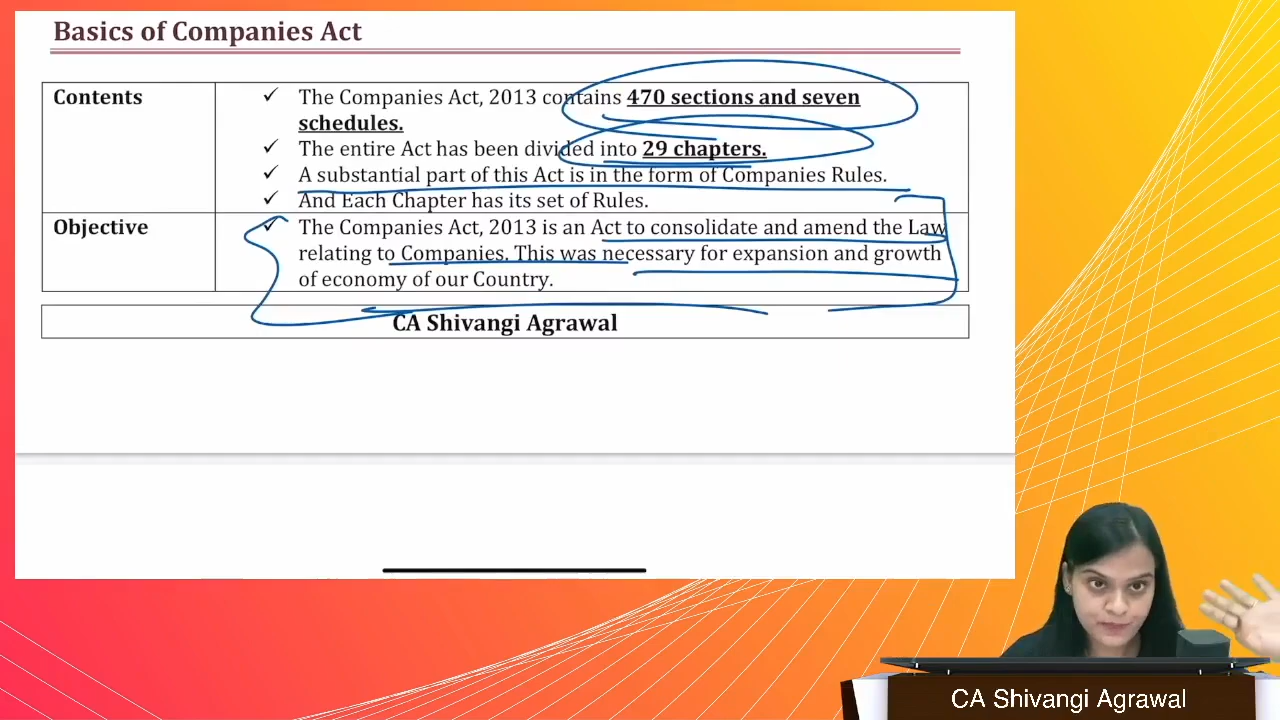 Basics of Companies Act
Contents
✓ The Companies Act, 2013 contains 470 sections and seven
schedules.
✓ The entire Act has been divided into 29 chapters.
✓ A substantial part of this Act is in the form of Companies Rules.
✓ And Each Chapter has its set of Rules.
Objective
✓ The Companies Act, 2013 is an Act to consolidate and amend the Law
relating to Companies. This was necessary for expansion and growth
of economy of our Country.
CA Shivangi Agrawal
CA Shivangi Agrawal